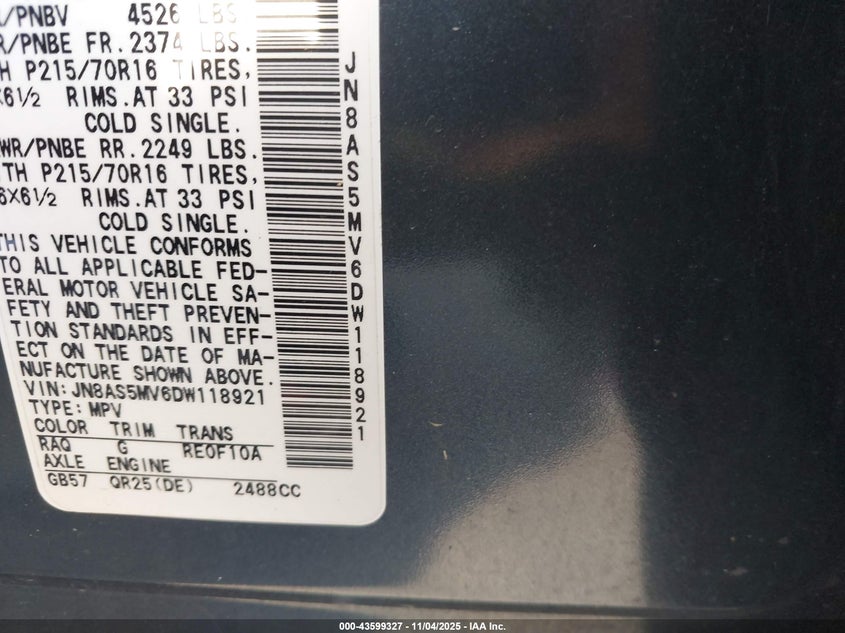 /PNBV 4526 LBS
R/PNBE FR.2374 LBS.
H P215/70R16 TIRES,
X6½ RIMS.AT 33 PSI
COLD SINGLE.
WR/PNBE RR.2249 LBS.
TH P215/70R16 TIRES,
6X6½ RIMS.AT 33 PSI
COLD SINGLE.
THIS VEHICLE CONFORMS
TO ALL APPLICABLE FED-
ERAL MOTOR VEHICLE SA-
FETY AND THEFT PREVEN-
TION STANDARDS IN EFF-
ECT ON THE DATE OF MA-
NUFACTURE SHOWN ABOVE.
VIN:JN8AS5MV6DW118921
TYPE:MPV
COLOR TRIM TRANS
RAQ G RE0F10A
AXLE ENGINE
GB57 QR25(DE) 2488CC
JN8AS5MV6DW118921
000-43599327 - 11/04/2025 - IAA Inc.